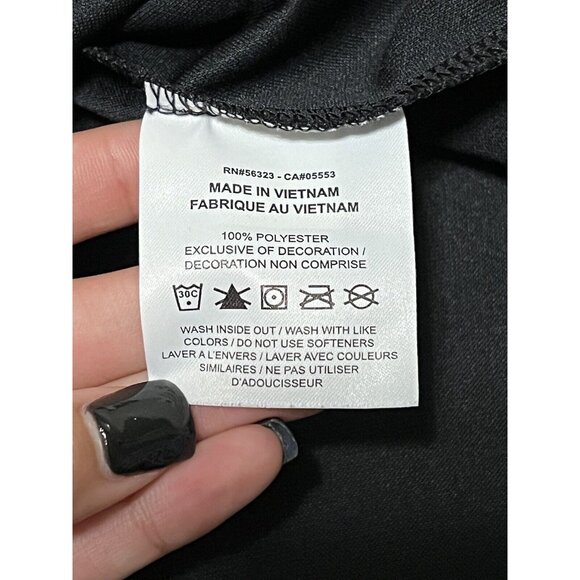 RN#56323 - CA#05553
MADE IN VIETNAM
FABRIQUE AU VIETNAM
100% POLYESTER
EXCLUSIVE OF DECORATION /
DECORATION NON COMPRISE
30C
WASH INSIDE OUT / WASH WITH LIKE
COLORS / DO NOT USE SOFTENERS
LAVER A L'ENVERS / LAVER AVEC COULEURS
SIMILAIRES / NE PAS UTILISER
D'ADOUCISSEUR